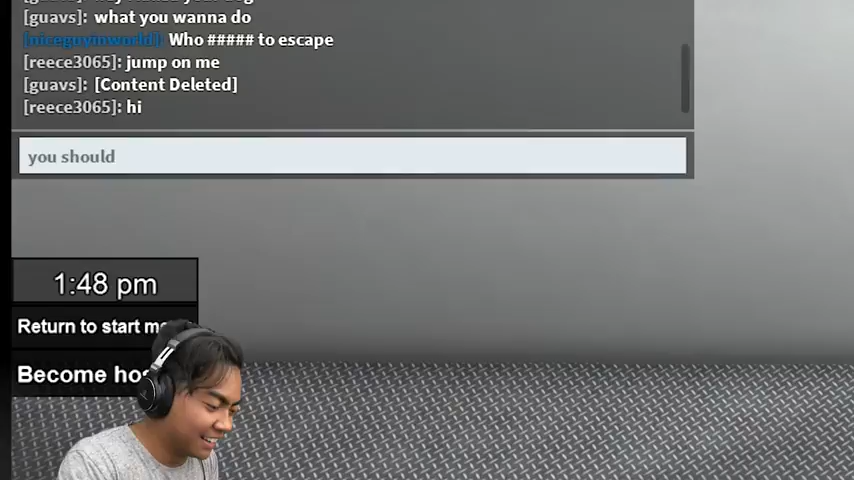 [guavs]: what you wanna do
[niceguyinworld]: Who ##### to escape
[reece3065]: jump on me
[guavs]: [Content Deleted]
[reece3065]: hi
you should
1:48 pm
Return to start
Become